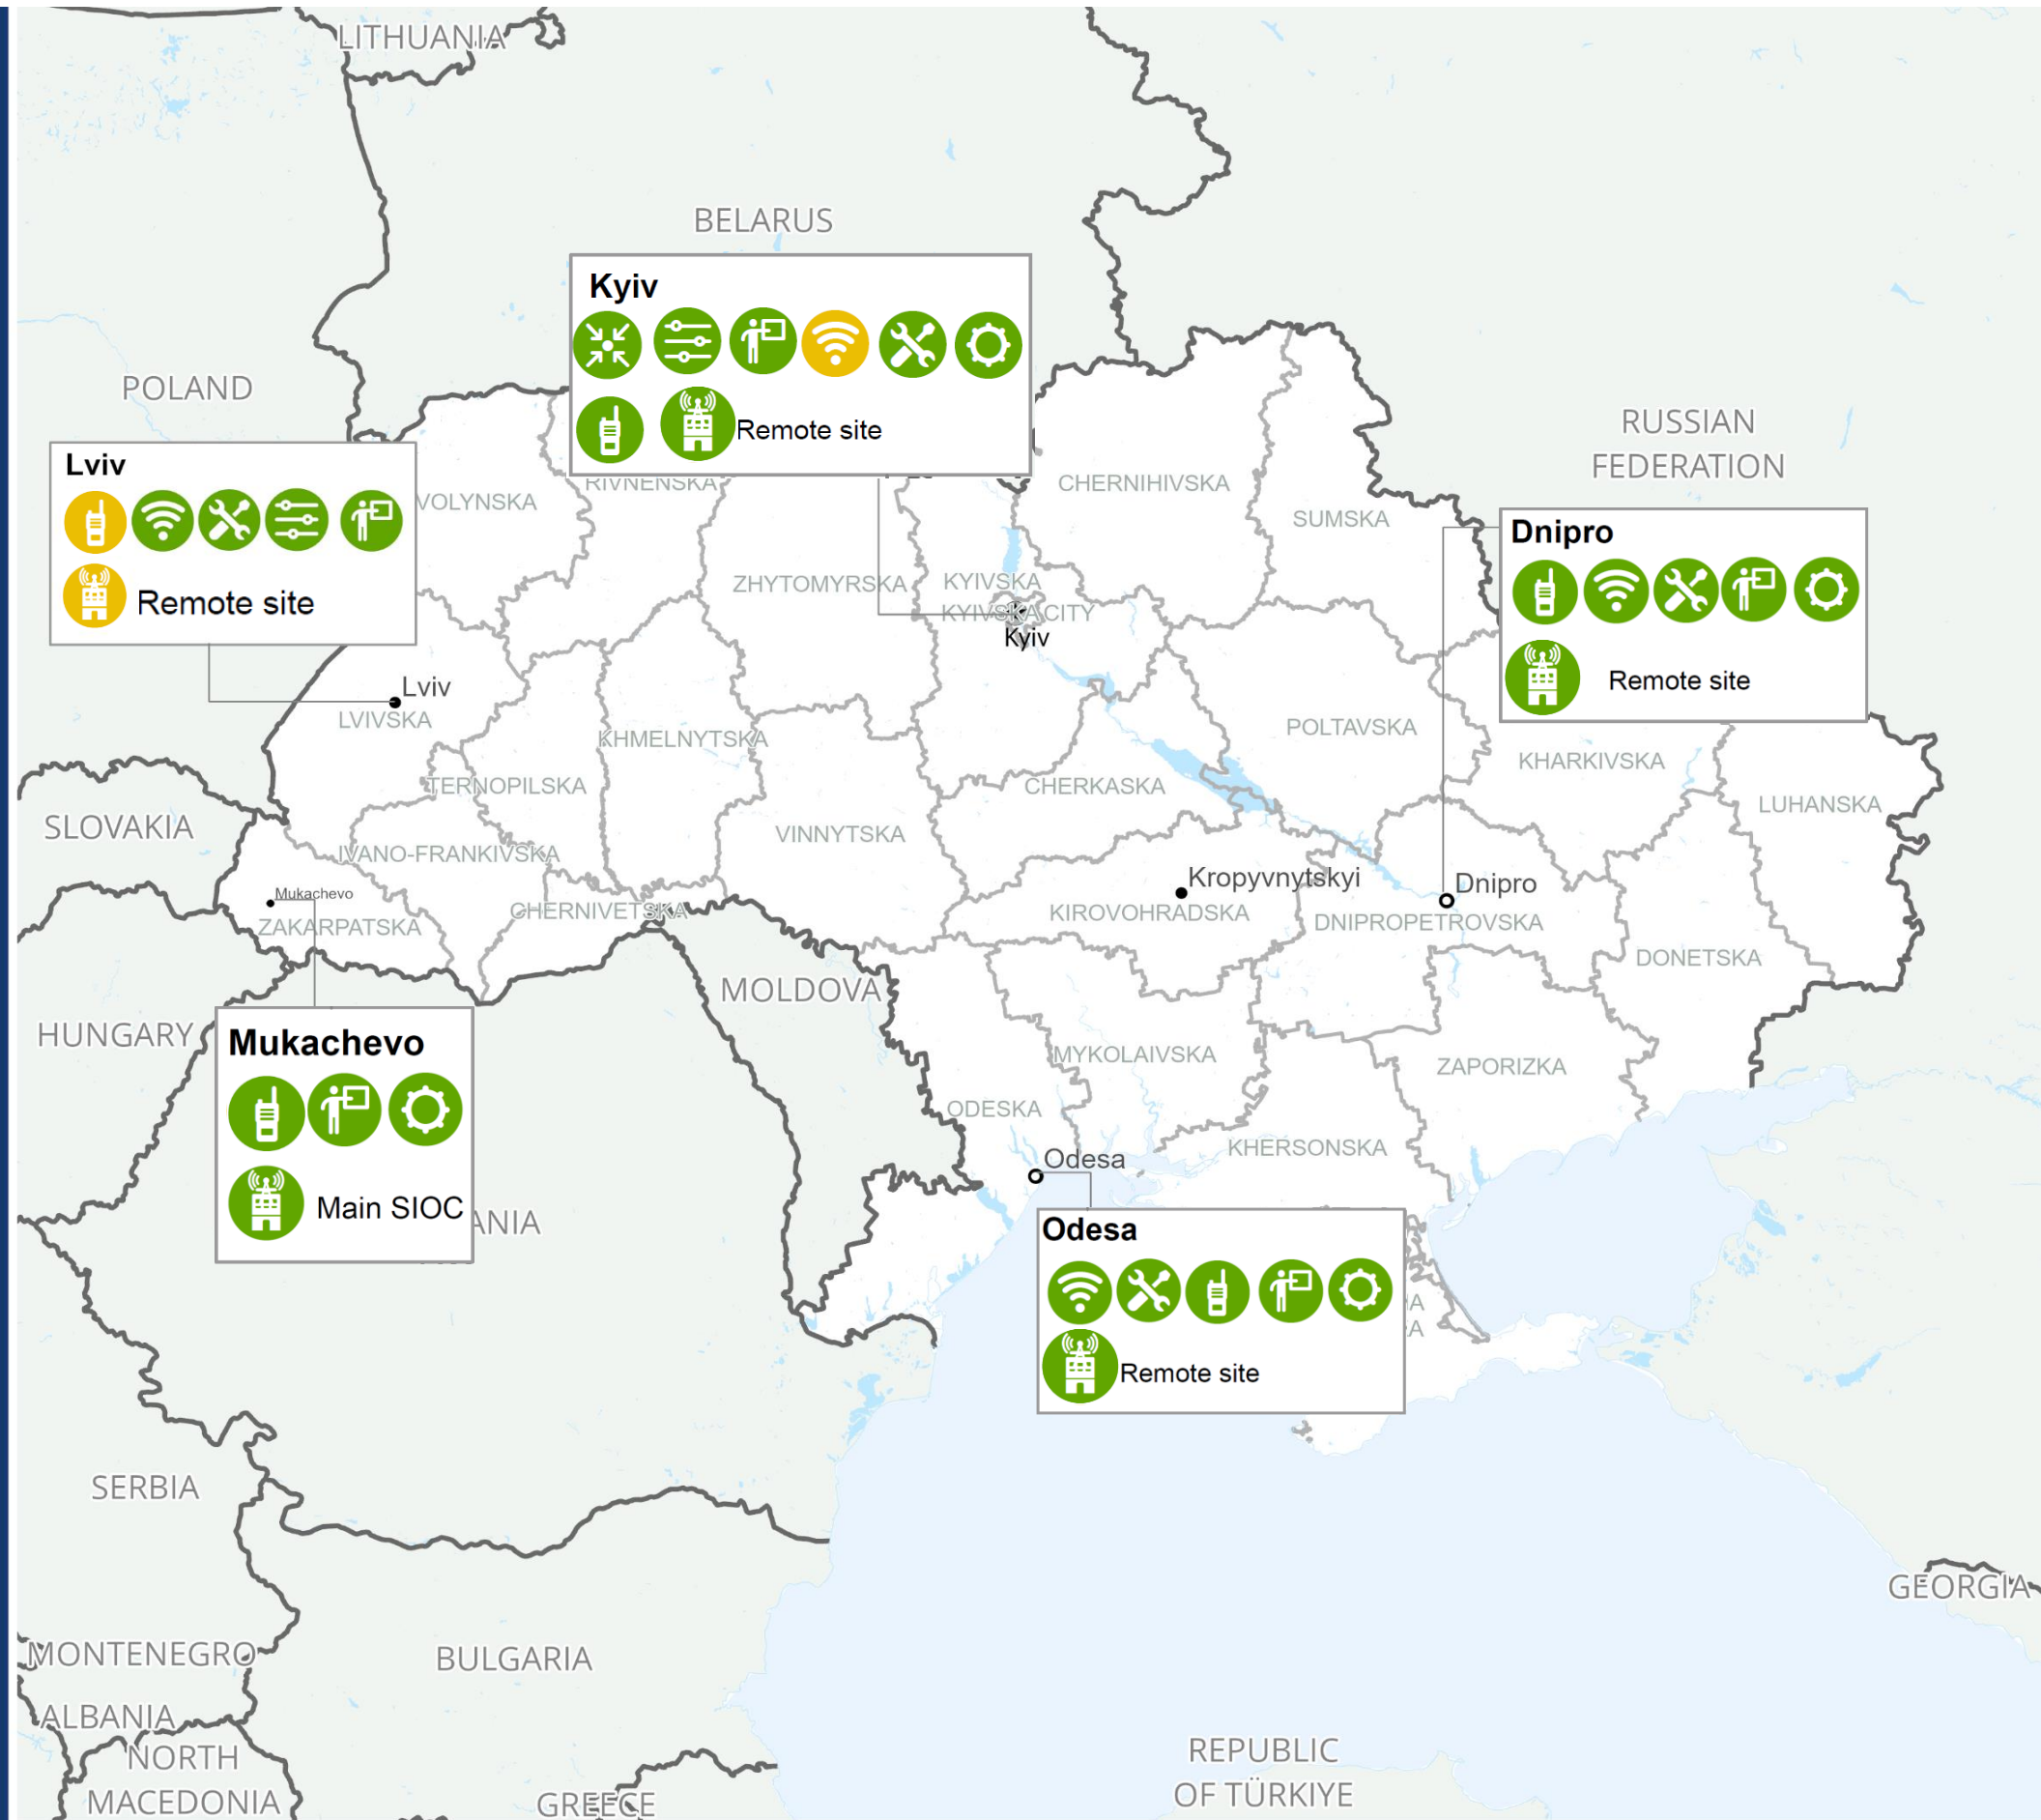 LITHUANIA
BELARUS
Kyiv
Remote site
POLAND
RUSSIAN
FEDERATION
Lviv
Remote site
VOLYNSKA
RIVNENSKA
CHERNIHIVSKA
SUMSKA
Dnipro
Remote site
ZHYTOMYRSKA
KYIVSKA
KYIVSKA CITY
Kyiv
Lviv
LVIVSKA
KHMELNYTSKA
POLTAVSKA
KHARKIVSKA
TERNOPILSKA
CHERKASKA
LUHANSKA
SLOVAKIA
VINNYTSKA
IVANO-FRANKIVSKA
Mukachevo
Kropyvnytskyi
Dnipro
CHERNIVETSKA
KIROVOHRADSKA
DNIPROPETROVSKA
ZAKARPATSKA
DONETSKA
MOLDOVA
HUNGARY
Mukachevo
Main SIOC
MYKOLAIVSKA
ZAPORIZKA
ODESKA
KHERSONSKA
Odesa
ANIA
Odesa
Remote site
A
A
SERBIA
GEORGIA
MONTENEGRO
BULGARIA
ALBANIA
NORTH
MACEDONIA
GREECE
REPUBLIC
OF TÜRKIYE